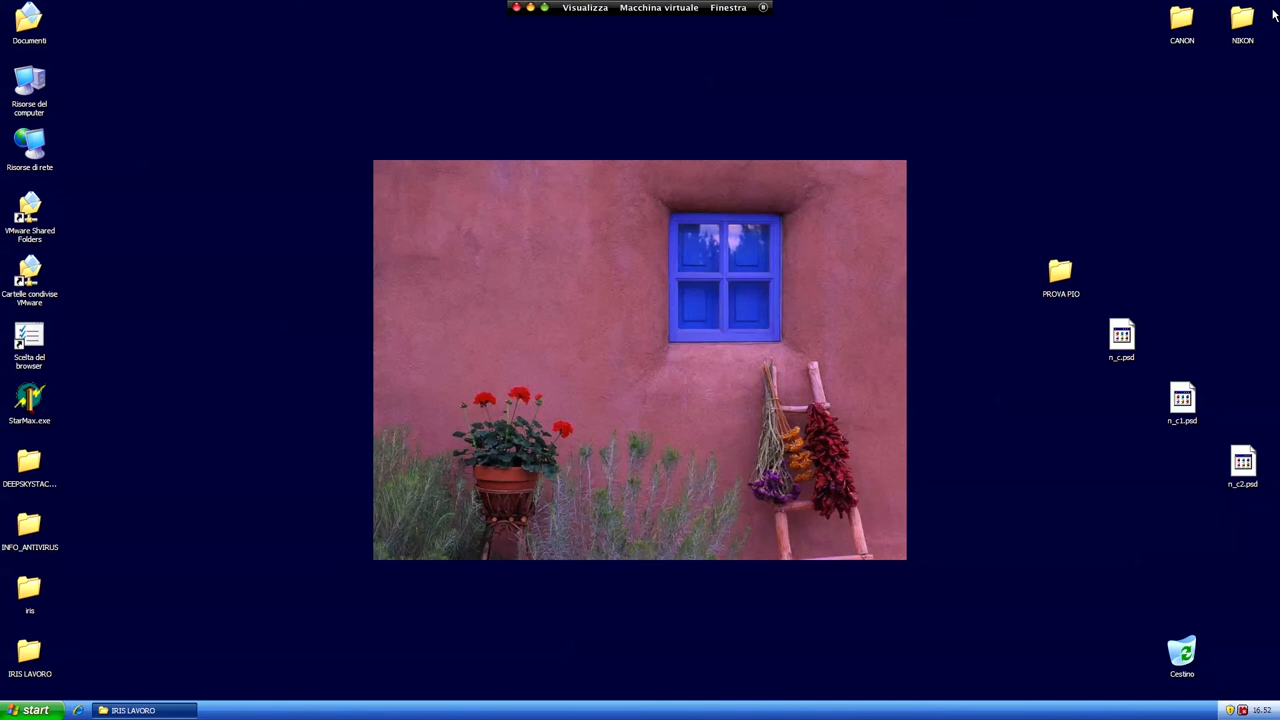 Visualizza Macchina virtuale Finestra
Documenti
CANON
NIKON
Risorse del
computer
Risorse di rete
VMware Shared
Folders
Cartelle condivise
VMware
PROVA PIO
Scelta del
browser
n_c.psd
StarMax.exe
n_c1.psd
DEEPSKYSTAC...
n_c2.psd
INFO_ANTIVIRUS
iris
IRIS LAVORO
Cestino
start
IRIS LAVORO
16.52